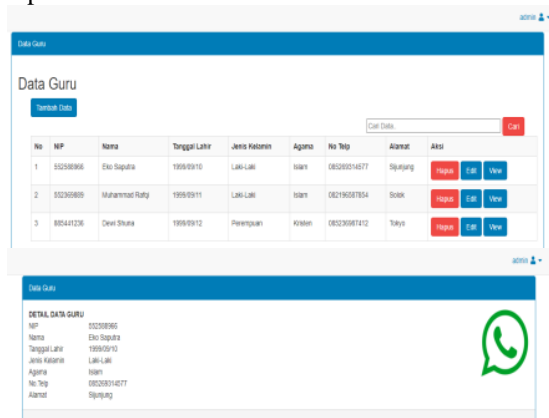 admin
Data Guru
Data Guru
Tambah Data
Cari Data.. Cari
No NIP Nama Tanggal Lahir Jenis Kelamin Agama No Telp Alamat Aksi
1 552588966 Eko Saputra 1999/09/10 Laki-Laki Islam 085269314577 Sijunjung Hapus Edit View
2 552369889 Muhammad Rafiqi 1999/09/11 Laki-Laki Islam 082196587654 Solok Hapus Edit View
3 885441236 Dewi Shuna 1999/09/12 Perempuan Kristen 085236987412 Tokyo Hapus Edit View
admin
Data Guru
DETAIL DATA GURU
NIP 552588966
Nama Eko Saputra
Tanggal Lahir 1999/09/10
Jenis Kelamin Laki-Laki
Agama Islam
No.Telp 085269314577
Alamat Sijunjung